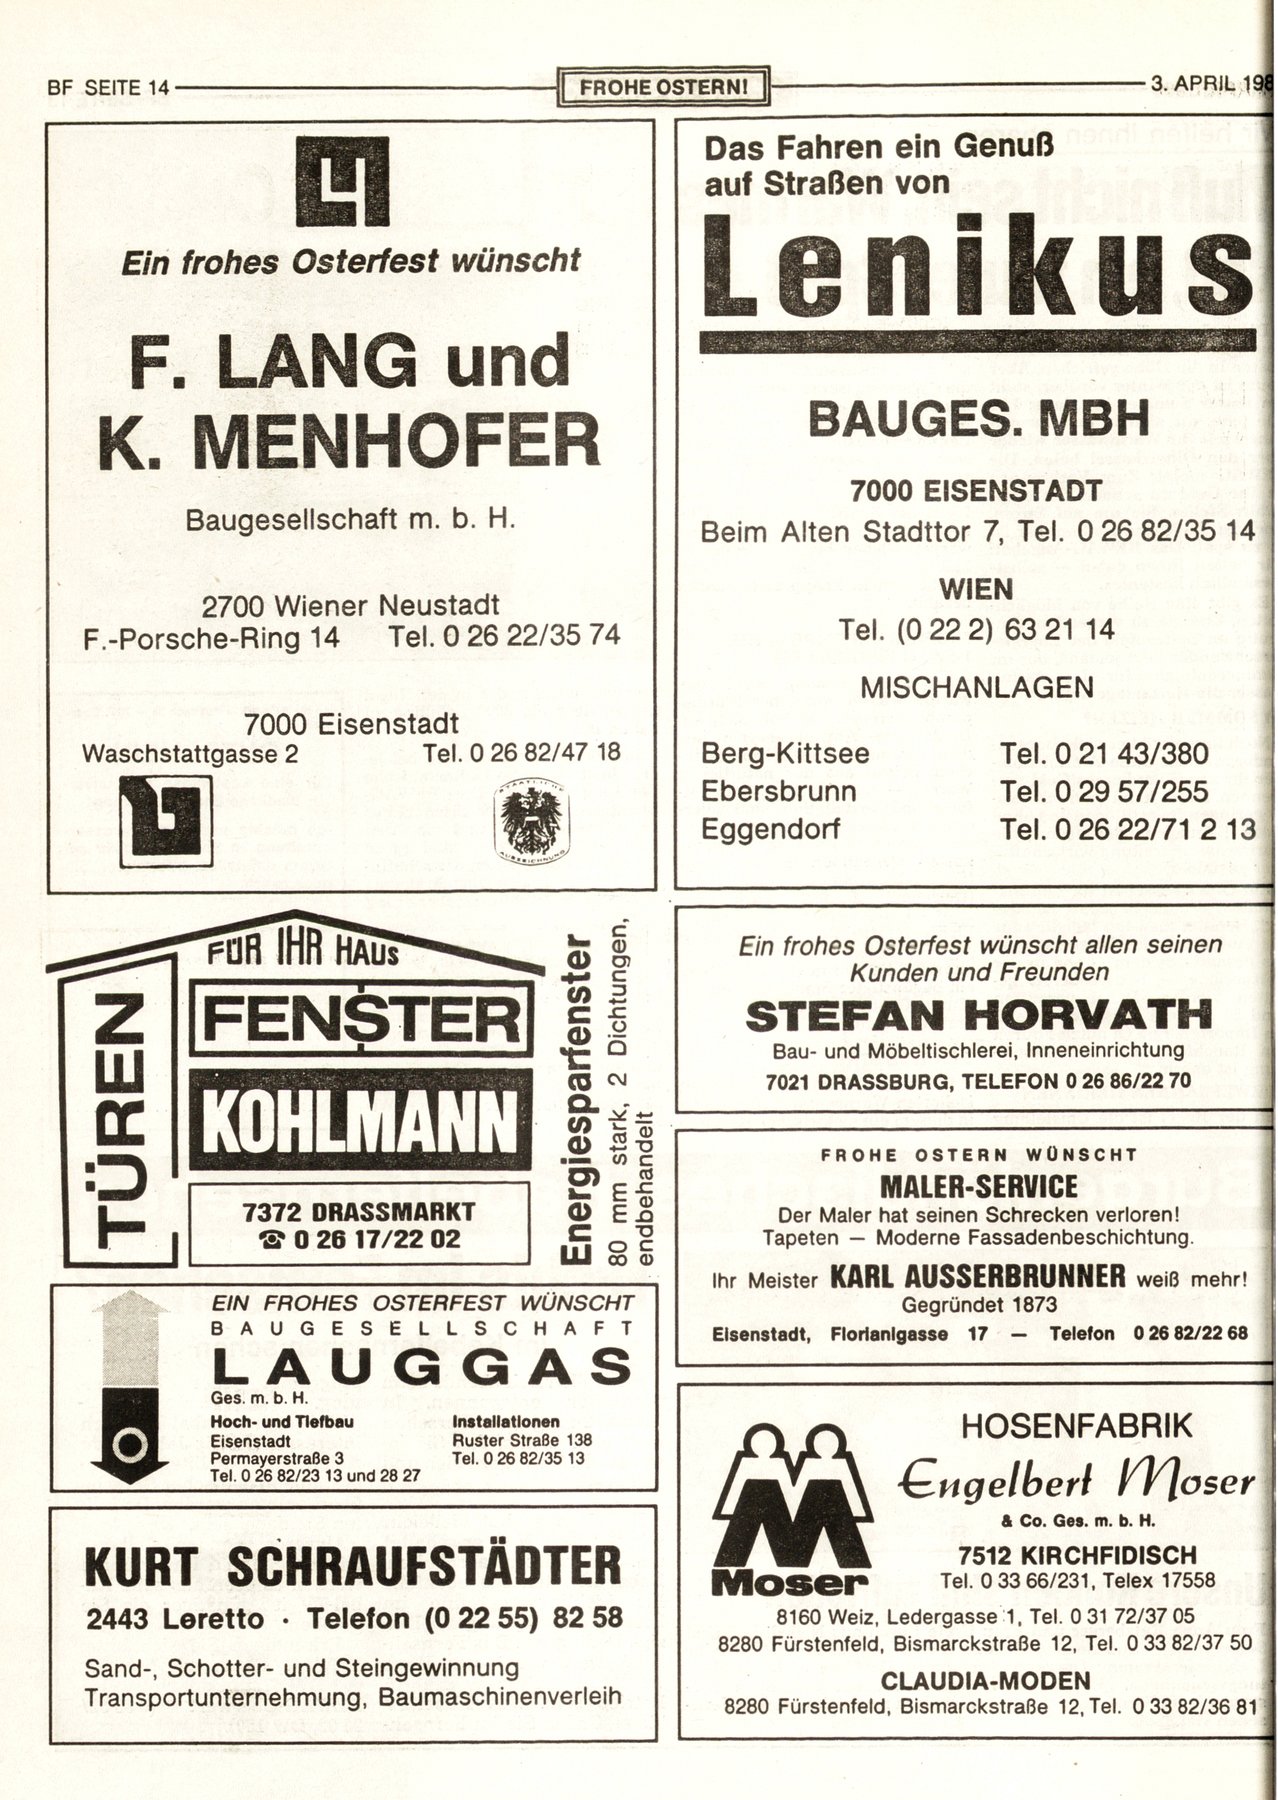 BF SEITE 14
FROHE OSTERN!
3. APRIL 198
Ein frohes Osterfest wünscht
F. LANG und
K. MENHOFER
Baugesellschaft m. b. H.
2700 Wiener Neustadt
F.-Porsche-Ring 14 Tel. 0 26 22/35 74
7000 Eisenstadt
Waschstattgasse 2 Tel. 0 26 82/47 18
STAATLICHE
AUSZEICHNUNG
Das Fahren ein Genuß
auf Straßen von
Lenikus
BAUGES. MBH
7000 EISENSTADT
Beim Alten Stadttor 7, Tel. 0 26 82/35 14
WIEN
Tel. (0 22 2) 63 21 14
MISCHANLAGEN
Berg-Kittsee Tel. 0 21 43/380
Ebersbrunn Tel. 0 29 57/255
Eggendorf Tel. 0 26 22/71 2 13
FÜR IHR HAUS
TÜREN
FENSTER
KOHLMANN
7372 DRASSMARKT
☎ 0 26 17/22 02
Energiesparfenster
80 mm stark, 2 Dichtungen,
endbehandelt
Ein frohes Osterfest wünscht allen seinen
Kunden und Freunden
STEFAN HORVATH
Bau- und Möbeltischlerei, Inneneinrichtung
7021 DRASSBURG, TELEFON 0 26 86/22 70
FROHE OSTERN WÜNSCHT
MALER-SERVICE
Der Maler hat seinen Schrecken verloren!
Tapeten — Moderne Fassadenbeschichtung.
Ihr Meister KARL AUSSERBRUNNER weiß mehr!
Gegründet 1873
Eisenstadt, Florianigasse 17 — Telefon 0 26 82/22 68
EIN FROHES OSTERFEST WÜNSCHT
BAUGESELLSCHAFT
LAUGGAS
Ges. m. b. H.
Hoch- und Tiefbau Installationen
Eisenstadt Ruster Straße 138
Permayerstraße 3 Tel. 0 26 82/35 13
Tel. 0 26 82/23 13 und 28 27
KURT SCHRAUFSTÄDTER
2443 Loretto · Telefon (0 22 55) 82 58
Sand-, Schotter- und Steingewinnung
Transportunternehmung, Baumaschinenverleih
Moser
HOSENFABRIK
Engelbert Moser
& Co. Ges. m. b. H.
7512 KIRCHFIDISCH
Tel. 0 33 66/231, Telex 17558
8160 Weiz, Ledergasse 1, Tel. 0 31 72/37 05
8280 Fürstenfeld, Bismarckstraße 12, Tel. 0 33 82/37 50
CLAUDIA-MODEN
8280 Fürstenfeld, Bismarckstraße 12, Tel. 0 33 82/36 81